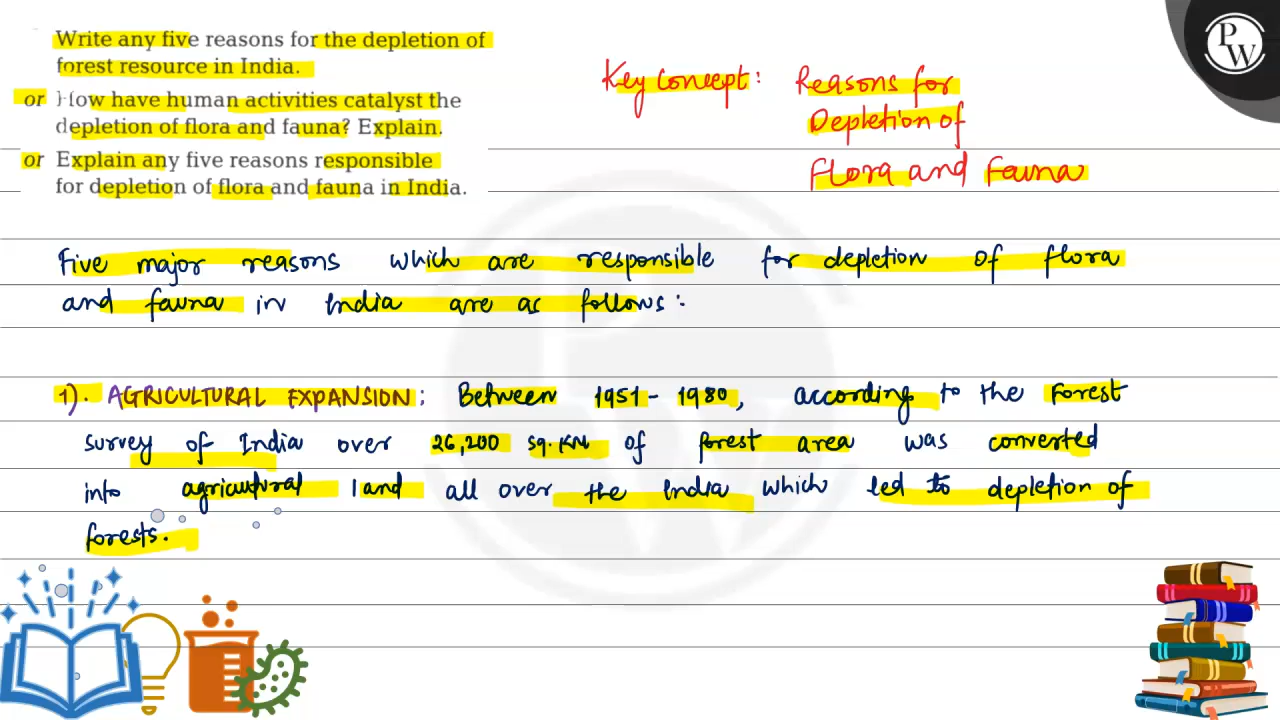 Write any five reasons for the depletion of
forest resource in India.
or How have human activities catalyst the
depletion of flora and fauna? Explain.
or Explain any five reasons responsible
for depletion of flora and fauna in India.
Key Concept: Reasons for
Depletion of
Flora and Fauna
PW
Five major reasons which are responsible for depletion of flora
and fauna in India are as follows:
1). AGRICULTURAL EXPANSION: Between 1951-1980, according to the Forest
survey of India over 26,200 sq.KM of forest area was converted
into agricultural land all over the India which led to depletion of
forests.